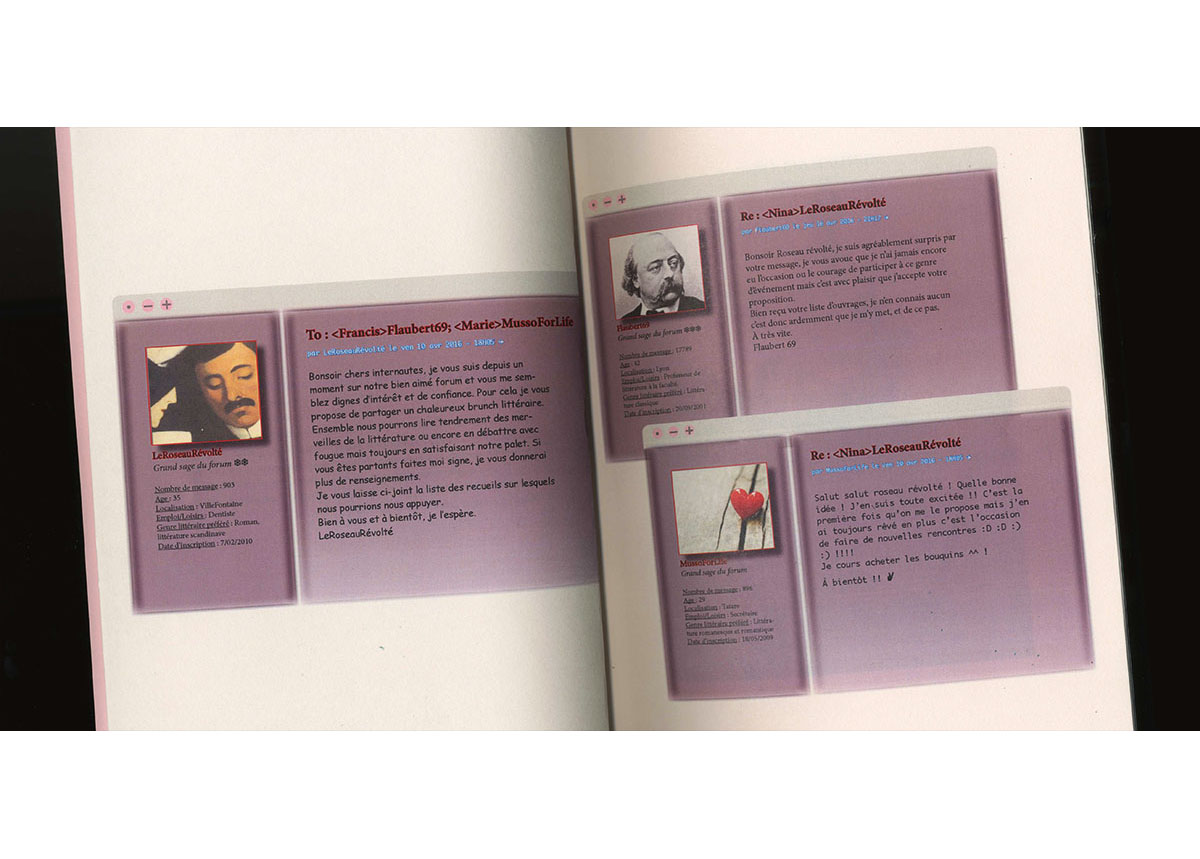 To : <Francis>Flaubert69; <Marie>MussoForLife
par LeRoseauRévolté le ven 10 avr 2016 - 18H05
Bonsoir chers internautes, je vous suis depuis un
moment sur notre bien aimé forum et vous me sem-
blez dignes d'intérêt et de confiance. Pour cela je vous
propose de partager un chaleureux brunch littéraire.
Ensemble nous pourrons lire tendrement des mer-
veilles de la littérature ou encore en débattre avec
fougue mais toujours en satisfaisant notre palet. Si
vous êtes partants faites moi signe, je vous donnerai
plus de renseignements.
Je vous laisse ci-joint la liste des recueils sur lesquels
nous pourrions nous appuyer.
Bien à vous et à bientôt, je l'espère.
LeRoseauRévolté
LeRoseauRévolté
Grand sage du forum ❄❄
Nombre de message : 903
Age : 35
Localisation : VilleFontaine
Emploi/Loisirs : Dentiste
Genre littéraire préféré : Roman,
littérature scandinave
Date d'inscription : 7/02/2010
Re : <Nina>LeRoseauRévolté
par Flaubert69 le
Bonsoir Roseau révolté, je suis agréablement surpris par
votre message, je vous avoue que je n'ai jamais encore
eu l'occasion ou le courage de participer à ce genre
d'événement mais c'est avec plaisir que j'accepte votre
proposition.
Bien reçu votre liste d'ouvrages, je n'en connais aucun
c'est donc ardemment que je m'y met, et de ce pas.
À très vite.
Flaubert 69
Flaubert69
Grand sage du forum ❄❄❄
Nombre de message : 17789
Age : 62
Localisation : Lyon
Emploi/Loisirs : Professeur de
littérature à la faculté.
Genre littéraire préféré : Littéra-
ture classique
Date d'inscription :
Re : <Nina>LeRoseauRévolté
par MussoForLife le ven 10 avr 2016 - 18H05
Salut salut roseau révolté ! Quelle bonne
idée ! J'en suis toute excitée !! C'est la
première fois qu'on me le propose mais j'en
ai toujours rêvé en plus c'est l'occasion
de faire de nouvelles rencontres :D :D :)
:) !!!!
Je cours acheter les bouquins ^^ !
À bientôt !! ✌
MussoForLife
Grand sage du forum
Nombre de message : 896
Age : 29
Localisation : Tarare
Emploi/Loisirs : Secrétaire
Genre littéraire préféré : Littéra-
ture romanesque et romantique
Date d'inscription : 18/05/2009